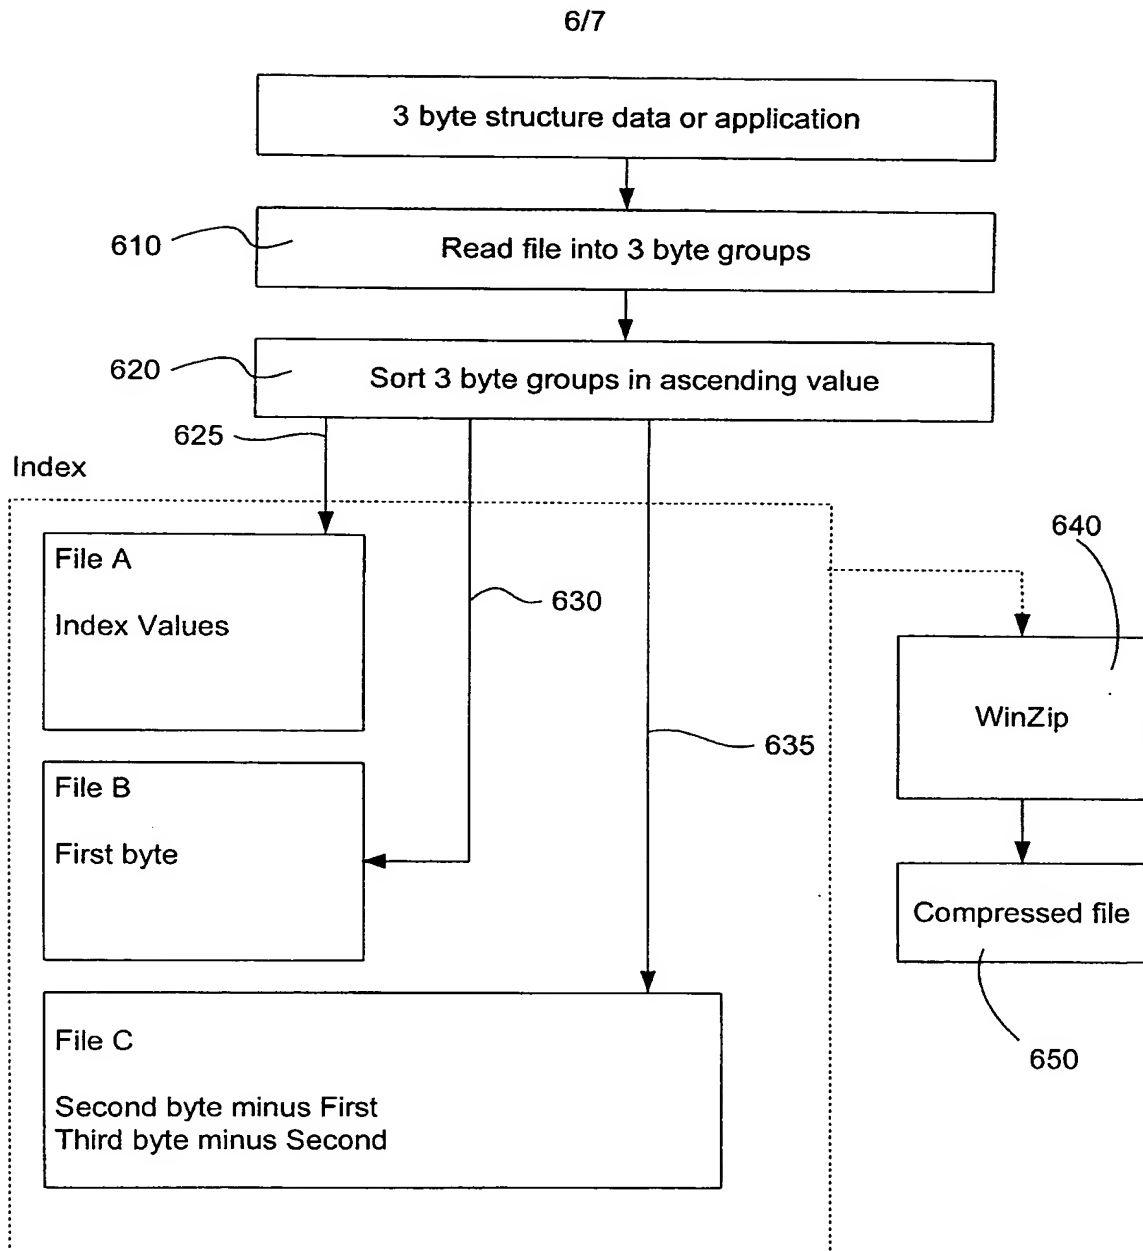 6/7
3 byte structure data or application
610
Read file into 3 byte groups
620
Sort 3 byte groups in ascending value
625
Index
File A
Index Values
630
640
WinZip
635
File B
First byte
Compressed file
650
File C
Second byte minus First
Third byte minus Second